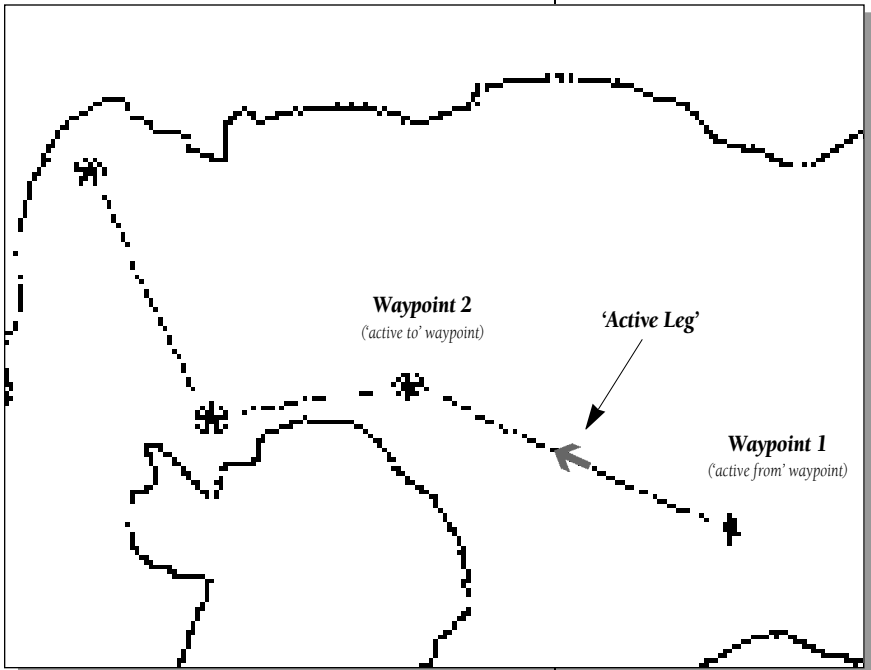 Waypoint 2
(‘active to’ waypoint)
‘Active Leg’
Waypoint 1
(‘active from’ waypoint)